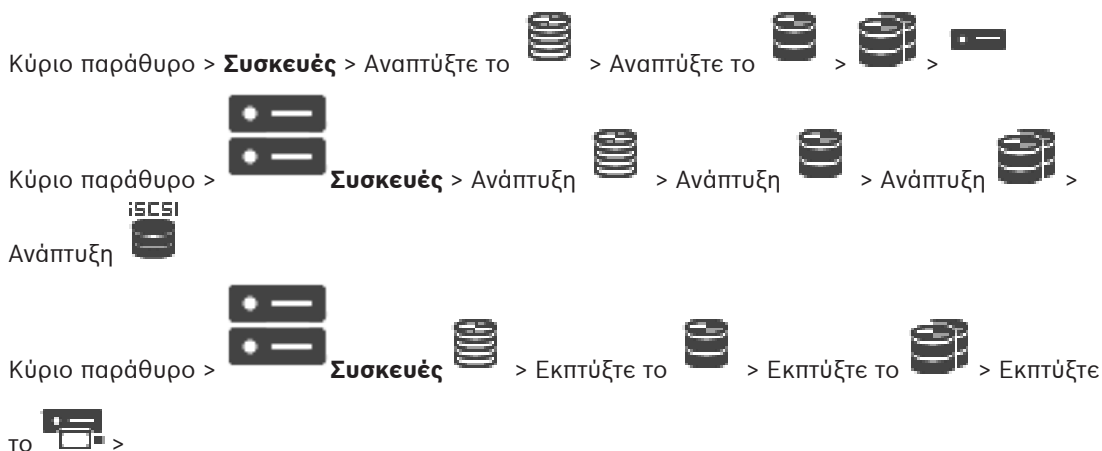 Κύριο παράθυρο > Συσκευές > Αναπτύξτε το > Αναπτύξτε το > >
Κύριο παράθυρο > Συσκευές > Ανάπτυξη > Ανάπτυξη > Ανάπτυξη >
iSCSI
Ανάπτυξη
Κύριο παράθυρο > Συσκευές > Εκπτύξτε το > Εκπτύξτε το > Εκπτύξτε
το >